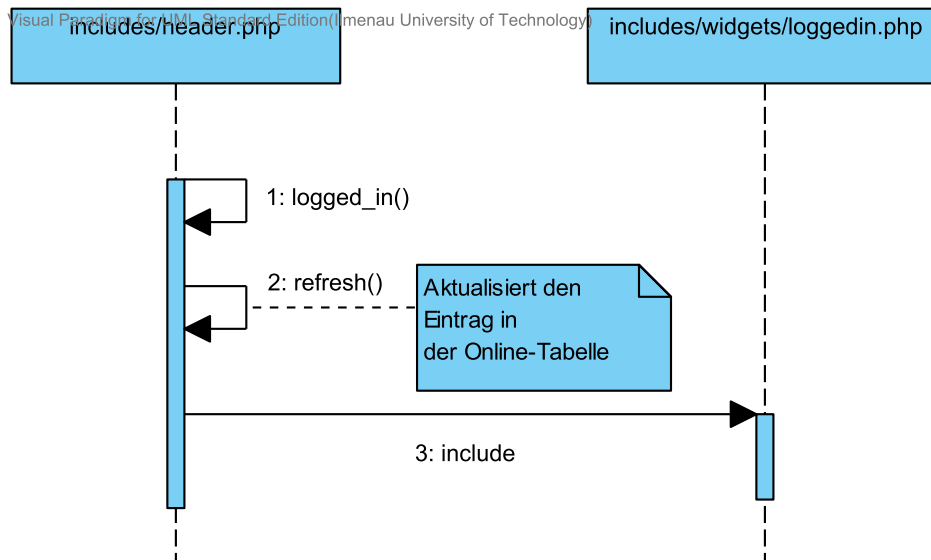 Visual Paradigm for UML Standard Edition(Ilmenau University of Technology)
includes/header.php
includes/widgets/loggedin.php
1: logged_in()
2: refresh()
Aktualisiert den
Eintrag in
der Online-Tabelle
3: include